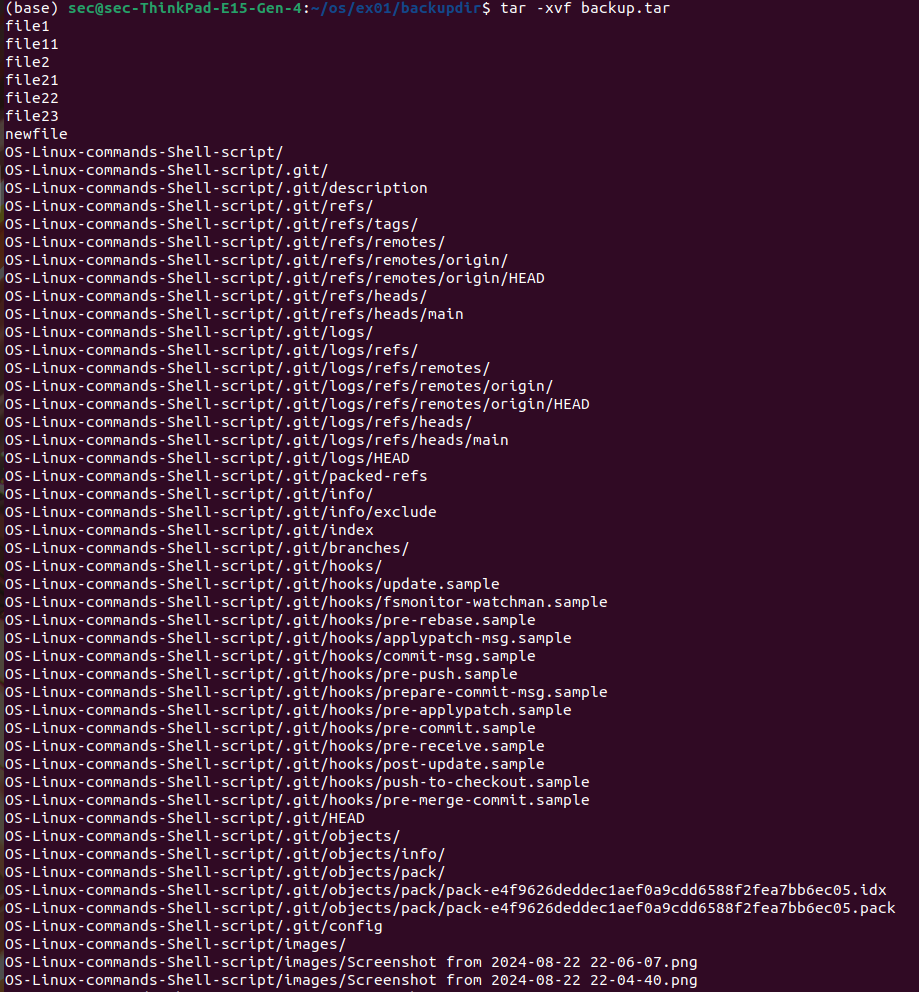 (base) sec@sec-ThinkPad-E15-Gen-4:~/os/ex01/backupdir$ tar -xvf backup.tar
file1
file11
file2
file21
file22
file23
newfile
OS-Linux-commands-Shell-script/
OS-Linux-commands-Shell-script/.git/
OS-Linux-commands-Shell-script/.git/description
OS-Linux-commands-Shell-script/.git/refs/
OS-Linux-commands-Shell-script/.git/refs/tags/
OS-Linux-commands-Shell-script/.git/refs/remotes/
OS-Linux-commands-Shell-script/.git/refs/remotes/origin/
OS-Linux-commands-Shell-script/.git/refs/remotes/origin/HEAD
OS-Linux-commands-Shell-script/.git/refs/heads/
OS-Linux-commands-Shell-script/.git/refs/heads/main
OS-Linux-commands-Shell-script/.git/logs/
OS-Linux-commands-Shell-script/.git/logs/refs/
OS-Linux-commands-Shell-script/.git/logs/refs/remotes/
OS-Linux-commands-Shell-script/.git/logs/refs/remotes/origin/
OS-Linux-commands-Shell-script/.git/logs/refs/remotes/origin/HEAD
OS-Linux-commands-Shell-script/.git/logs/refs/heads/
OS-Linux-commands-Shell-script/.git/logs/refs/heads/main
OS-Linux-commands-Shell-script/.git/logs/HEAD
OS-Linux-commands-Shell-script/.git/packed-refs
OS-Linux-commands-Shell-script/.git/info/
OS-Linux-commands-Shell-script/.git/info/exclude
OS-Linux-commands-Shell-script/.git/index
OS-Linux-commands-Shell-script/.git/branches/
OS-Linux-commands-Shell-script/.git/hooks/
OS-Linux-commands-Shell-script/.git/hooks/update.sample
OS-Linux-commands-Shell-script/.git/hooks/fsmonitor-watchman.sample
OS-Linux-commands-Shell-script/.git/hooks/pre-rebase.sample
OS-Linux-commands-Shell-script/.git/hooks/applypatch-msg.sample
OS-Linux-commands-Shell-script/.git/hooks/commit-msg.sample
OS-Linux-commands-Shell-script/.git/hooks/pre-push.sample
OS-Linux-commands-Shell-script/.git/hooks/prepare-commit-msg.sample
OS-Linux-commands-Shell-script/.git/hooks/pre-applypatch.sample
OS-Linux-commands-Shell-script/.git/hooks/pre-commit.sample
OS-Linux-commands-Shell-script/.git/hooks/pre-receive.sample
OS-Linux-commands-Shell-script/.git/hooks/post-update.sample
OS-Linux-commands-Shell-script/.git/hooks/push-to-checkout.sample
OS-Linux-commands-Shell-script/.git/hooks/pre-merge-commit.sample
OS-Linux-commands-Shell-script/.git/HEAD
OS-Linux-commands-Shell-script/.git/objects/
OS-Linux-commands-Shell-script/.git/objects/info/
OS-Linux-commands-Shell-script/.git/objects/pack/
OS-Linux-commands-Shell-script/.git/objects/pack/pack-e4f9626deddec1aef0a9cdd6588f2fea7bb6ec05.idx
OS-Linux-commands-Shell-script/.git/objects/pack/pack-e4f9626deddec1aef0a9cdd6588f2fea7bb6ec05.pack
OS-Linux-commands-Shell-script/.git/config
OS-Linux-commands-Shell-script/images/
OS-Linux-commands-Shell-script/images/Screenshot from 2024-08-22 22-06-07.png
OS-Linux-commands-Shell-script/images/Screenshot from 2024-08-22 22-04-40.png